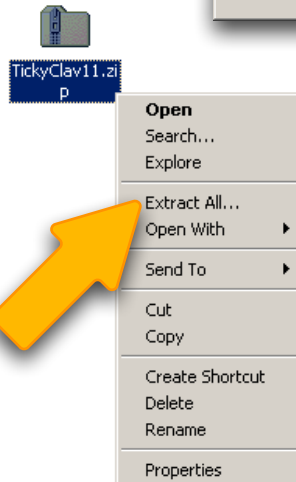 TickyClav11.zi
p
Open
Search...
Explore
Extract All...
Open With
Send To
Cut
Copy
Create Shortcut
Delete
Rename
Properties